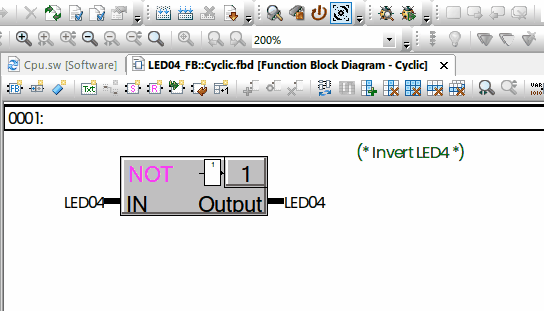 200%
Cpu.sw [Software]
LED04_FB::Cyclic.fbd [Function Block Diagram - Cyclic]
FB
Txt
S
R
0001:
(* Invert LED4 *)
NOT
1
1
LED04
IN
Output
LED04